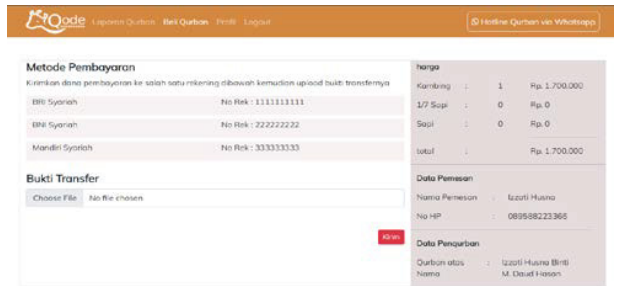 Qode Laporan Qurban Beli Qurban Profil Logout Hotline Qurban via Whatsapp
Metode Pembayaran
Kirimkan dana pembayaran ke salah satu rekening dibawah kemudian upload bukti transfernya
BRI Syariah No Rek : 1111111111
BNI Syariah No Rek : 222222222
Mandiri Syariah No Rek : 333333333
Bukti Transfer
Choose File No file chosen
Kirim
harga
Kambing : 1 Rp. 1.700.000
1/7 Sapi : 0 Rp. 0
Sapi : 0 Rp. 0
total : Rp. 1.700.000
Data Pemesan
Nama Pemesan : Izzati Husna
No HP : 089588223366
Data Pengurban
Qurban atas : Izzati Husna Binti
Nama M. Daud Hasan